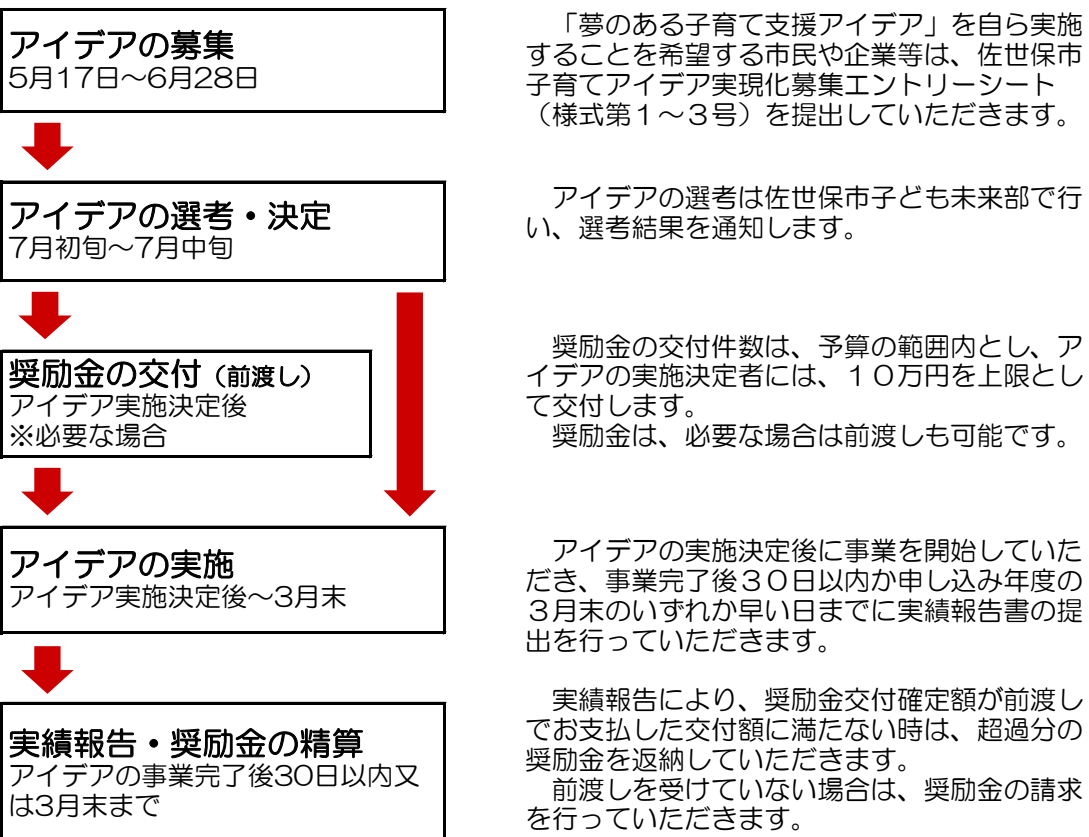 アイデアの募集
5月17日～6月28日
「夢のある子育て支援アイデア」を自ら実施
することを希望する市民や企業等は、佐世保市
子育てアイデア実現化募集エントリーシート
（様式第１～３号）を提出していただきます。
アイデアの選考・決定
7月初旬～7月中旬
アイデアの選考は佐世保市子ども未来部で行
い、選考結果を通知します。
奨励金の交付（前渡し）
アイデア実施決定後
※必要な場合
奨励金の交付件数は、予算の範囲内とし、ア
イデアの実施決定者には、１０万円を上限とし
て交付します。
奨励金は、必要な場合は前渡しも可能です。
アイデアの実施
アイデア実施決定後～3月末
アイデアの実施決定後に事業を開始していた
だき、事業完了後３０日以内か申し込み年度の
３月末のいずれか早い日までに実績報告書の提
出を行っていただきます。
実績報告・奨励金の精算
アイデアの事業完了後30日以内又
は3月末まで
実績報告により、奨励金交付確定額が前渡し
でお支払した交付額に満たない時は、超過分の
奨励金を返納していただきます。
前渡しを受けていない場合は、奨励金の請求
を行っていただきます。